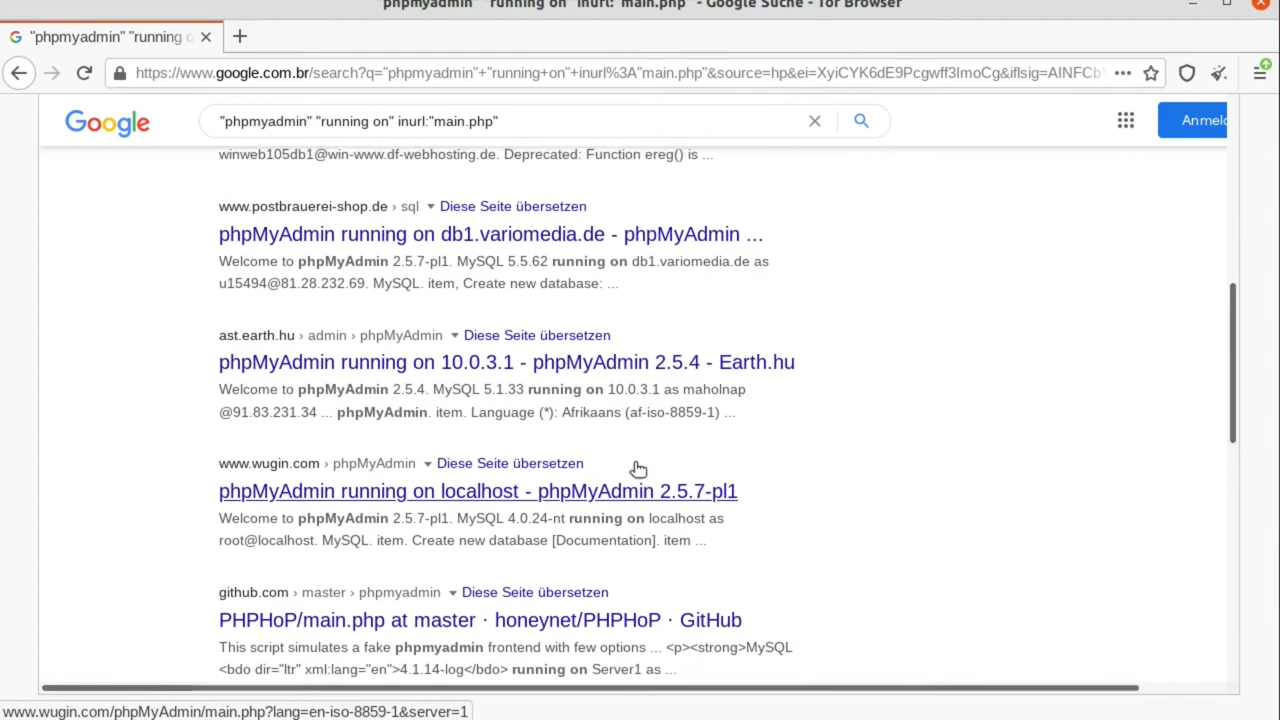 "phpmyadmin" "running on" inurl:"main.php" - Google Suche - Tor Browser
"phpmyadmin" "running o
https://www.google.com.br/search?q="phpmyadmin"+"running+on"+inurl%3A"main.php"&source=hp&ei=XyiCYK6dE9Pcgwff3ImoCg&iflsig=AINFCb
Google
"phpmyadmin" "running on" inurl:"main.php"
Anmeld
winweb105db1@win-www.df-webhosting.de. Deprecated: Function ereg() is ...
www.postbrauerei-shop.de › sql Diese Seite übersetzen
phpMyAdmin running on db1.variomedia.de - phpMyAdmin ...
Welcome to phpMyAdmin 2.5.7-pl1. MySQL 5.5.62 running on db1.variomedia.de as
u15494@81.28.232.69. MySQL. item, Create new database: ...
ast.earth.hu › admin › phpMyAdmin Diese Seite übersetzen
phpMyAdmin running on 10.0.3.1 - phpMyAdmin 2.5.4 - Earth.hu
Welcome to phpMyAdmin 2.5.4. MySQL 5.1.33 running on 10.0.3.1 as maholnap
@91.83.231.34 ... phpMyAdmin. item. Language (*): Afrikaans (af-iso-8859-1) ...
www.wugin.com › phpMyAdmin Diese Seite übersetzen
phpMyAdmin running on localhost - phpMyAdmin 2.5.7-pl1
Welcome to phpMyAdmin 2.5.7-pl1. MySQL 4.0.24-nt running on localhost as
root@localhost. MySQL. item. Create new database [Documentation]. item ...
github.com › master › phpmyadmin Diese Seite übersetzen
PHPHoP/main.php at master · honeynet/PHPHoP · GitHub
This script simulates a fake phpmyadmin frontend with few options ... <p><strong>MySQL
<bdo dir="ltr" xml:lang="en">4.1.14-log</bdo> running on Server1 as ...
www.wugin.com/phpMyAdmin/main.php?lang=en-iso-8859-1&server=1